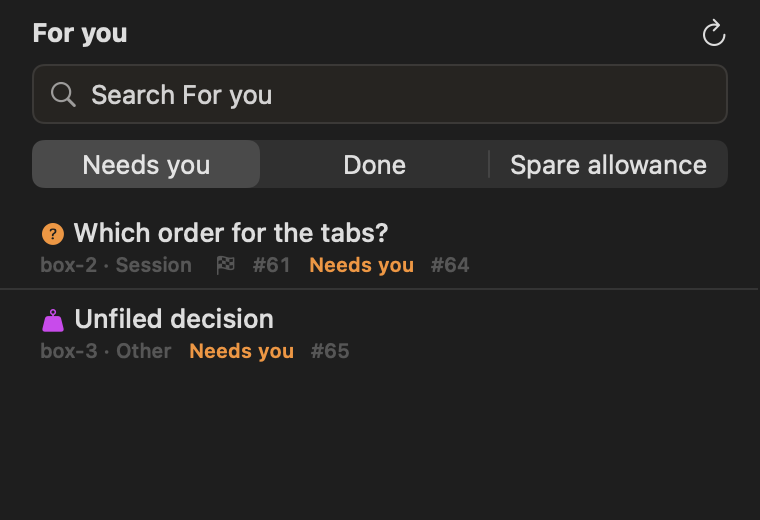 For you
Search For you
Needs you Done Spare allowance
? Which order for the tabs?
box-2 · Session #61 Needs you #64
Unfiled decision
box-3 · Other Needs you #65